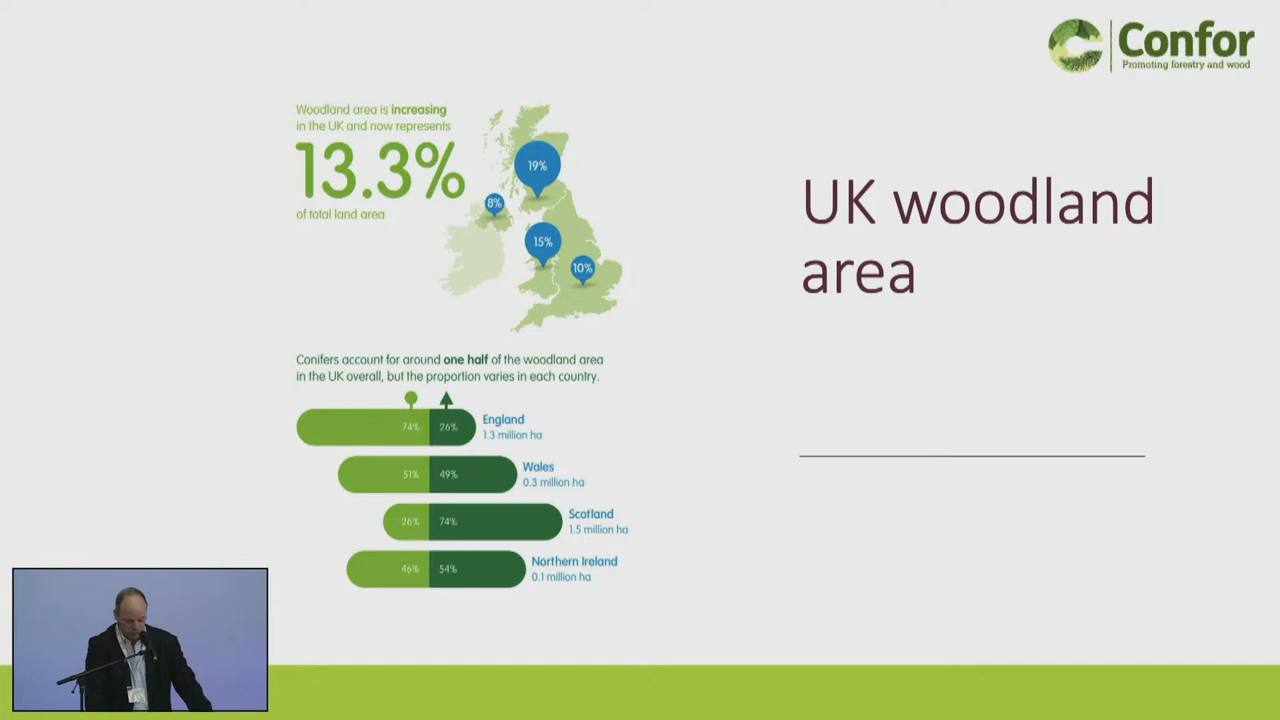 Confor
Promoting forestry and wood
Woodland area is increasing
in the UK and now represents
13.3%
of total land area
19%
8%
15%
10%
UK woodland
area
Conifers account for around one half of the woodland area
in the UK overall, but the proportion varies in each country.
74% 26% England
1.3 million ha
51% 49% Wales
0.3 million ha
26% 74% Scotland
1.5 million ha
46% 54% Northern Ireland
0.1 million ha